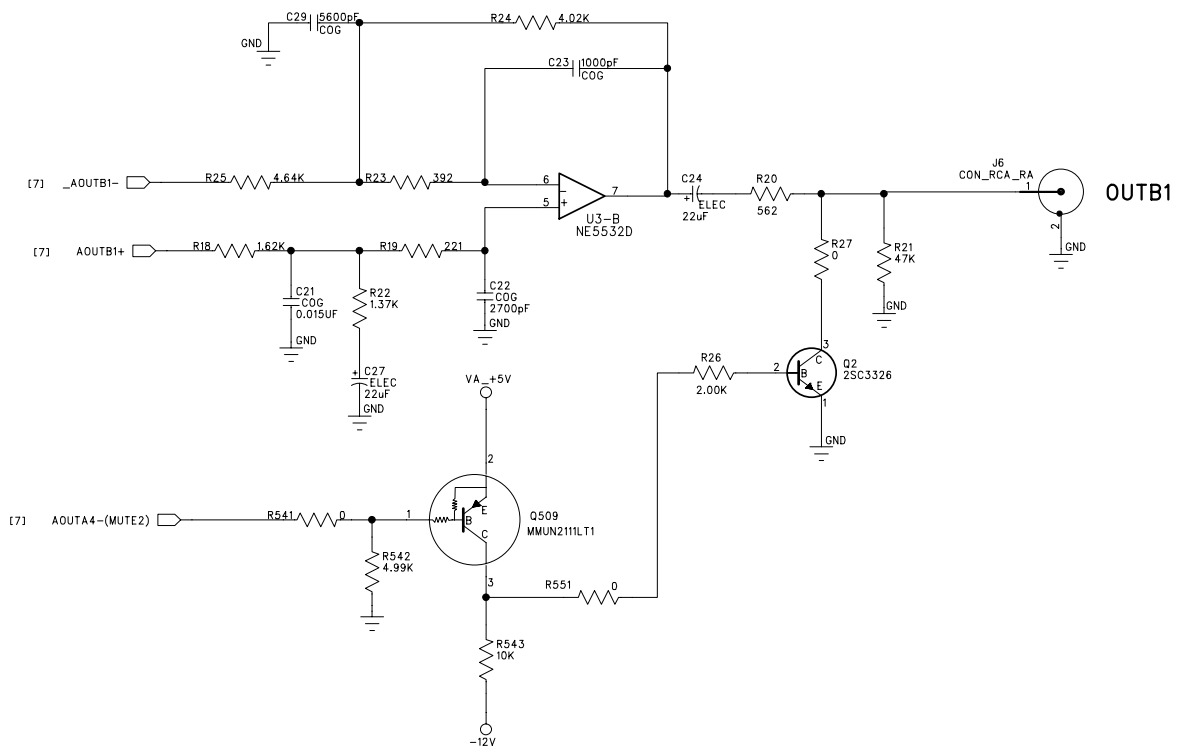 C29 5600pF
COG
GND
R24 4.02K
C23 1000pF
COG
[7] _AOUTB1- R25 4.64K R23 392
6
5
7
U3-B
NE5532D
C24
+ ELEC
22uF
R20
562
J6
CON_RCA_RA
1
2
GND
OUTB1
[7] AOUTB1+ R18 1.62K R19 221
C21
COG
0.015UF
GND
R22
1.37K
C22
COG
2700pF
GND
C27
+ ELEC
22uF
GND
R27
0
R21
47K
GND
R26
2.00K
2
3
C
B
E
1
Q2
2SC3326
GND
VA_+5V
2
[7] AOUTA4-(MUTE2) R541 0
1
B
E
C
Q509
MMUN2111LT1
R542
4.99K
3
R551 0
R543
10K
-12V